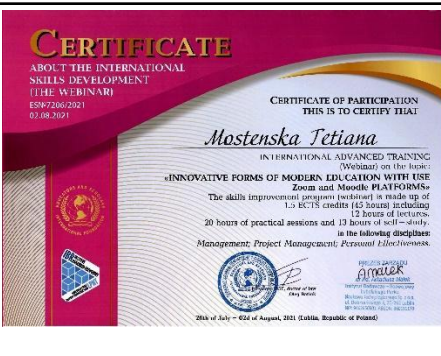 CERTIFICATE
ABOUT THE INTERNATIONAL
SKILLS DEVELOPMENT
(THE WEBINAR)
ESN7206/2021
02.08.2021
CERTIFICATE OF PARTICIPATION
THIS IS TO CERTIFY THAT
Mostenska Tetiana
INTERNATIONAL ADVANCED TRAINING
(Webinar) on the topic:
«INNOVATIVE FORMS OF MODERN EDUCATION WITH USE
Zoom and Moodle PLATFORMS»
The skills improvement program (webinar) is made up of
1.5 ECTS credits (45 hours) including
12 hours of lectures,
20 hours of practical sessions and 13 hours of self-study.
in the following disciplines:
Management; Project Management; Personal Effectiveness.
PREZES ZARZĄDU
26th of July – 02d of August, 2021 (Lublin, Republic of Poland)